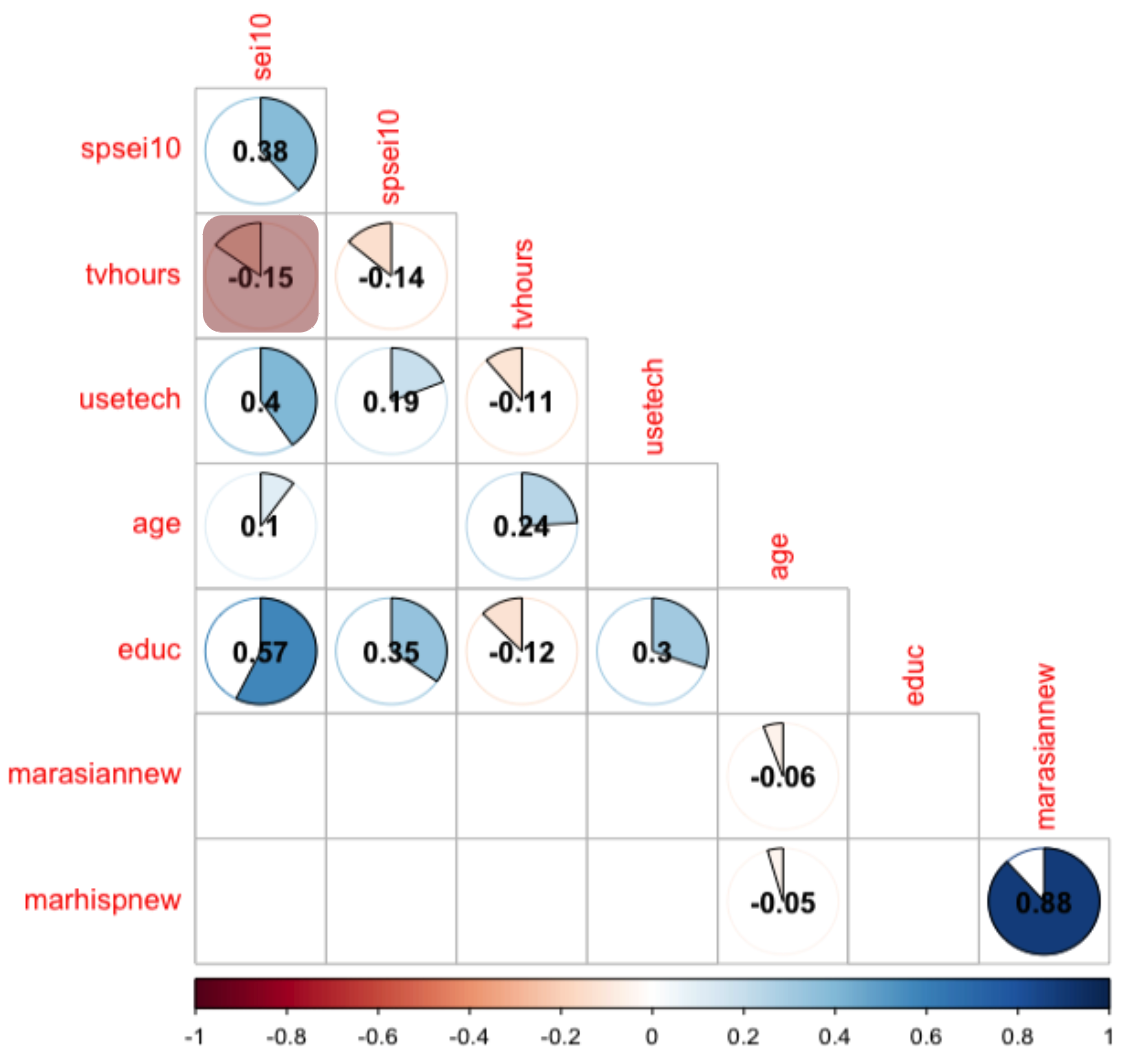 sei10
spsei10 0.38 spsei10
tvhours -0.15 -0.14 tvhours
usetech 0.4 0.19 -0.11 usetech
age 0.1 0.24 age
educ 0.57 0.35 -0.12 0.3 educ
marasiannew -0.06 marasiannew
marhispnew -0.05 0.88
-1 -0.8 -0.6 -0.4 -0.2 0 0.2 0.4 0.6 0.8 1